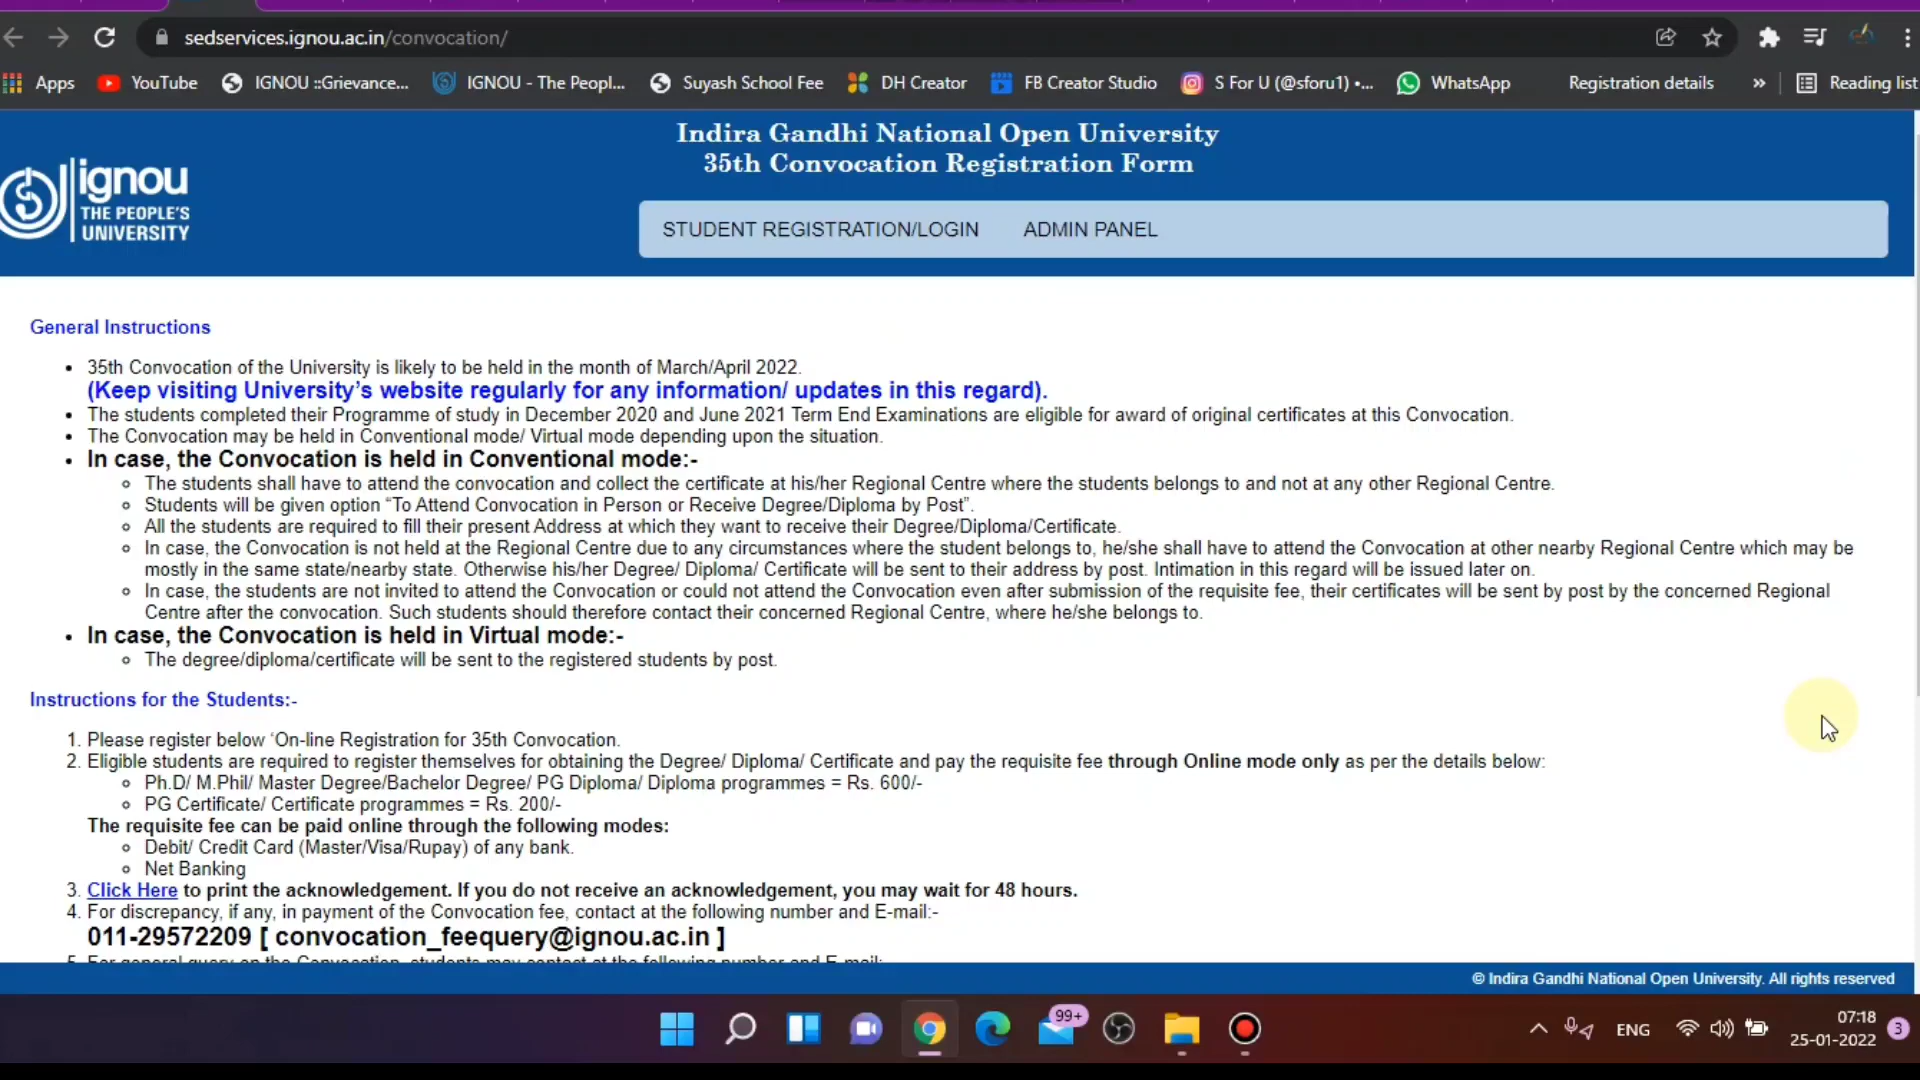 sedservices.ignou.ac.in/convocation/
Apps YouTube IGNOU ::Grievance... IGNOU - The Peopl... Suyash School Fee DH Creator FB Creator Studio S For U (@sforu1) •... WhatsApp Registration details » Reading list
Indira Gandhi National Open University
35th Convocation Registration Form
ignou
THE PEOPLE'S
UNIVERSITY
STUDENT REGISTRATION/LOGIN ADMIN PANEL
General Instructions
• 35th Convocation of the University is likely to be held in the month of March/April 2022.
(Keep visiting University's website regularly for any information/ updates in this regard).
• The students completed their Programme of study in December 2020 and June 2021 Term End Examinations are eligible for award of original certificates at this Convocation.
• The Convocation may be held in Conventional mode/ Virtual mode depending upon the situation.
• In case, the Convocation is held in Conventional mode:-
◦ The students shall have to attend the convocation and collect the certificate at his/her Regional Centre where the students belongs to and not at any other Regional Centre.
◦ Students will be given option “To Attend Convocation in Person or Receive Degree/Diploma by Post”.
◦ All the students are required to fill their present Address at which they want to receive their Degree/Diploma/Certificate.
◦ In case, the Convocation is not held at the Regional Centre due to any circumstances where the student belongs to, he/she shall have to attend the Convocation at other nearby Regional Centre which may be
mostly in the same state/nearby state. Otherwise his/her Degree/ Diploma/ Certificate will be sent to their address by post. Intimation in this regard will be issued later on.
◦ In case, the students are not invited to attend the Convocation or could not attend the Convocation even after submission of the requisite fee, their certificates will be sent by post by the concerned Regional
Centre after the convocation. Such students should therefore contact their concerned Regional Centre, where he/she belongs to.
• In case, the Convocation is held in Virtual mode:-
◦ The degree/diploma/certificate will be sent to the registered students by post.
Instructions for the Students:-
1. Please register below ‘On-line Registration for 35th Convocation.
2. Eligible students are required to register themselves for obtaining the Degree/ Diploma/ Certificate and pay the requisite fee through Online mode only as per the details below:
◦ Ph.D/ M.Phil/ Master Degree/Bachelor Degree/ PG Diploma/ Diploma programmes = Rs. 600/-
◦ PG Certificate/ Certificate programmes = Rs. 200/-
The requisite fee can be paid online through the following modes:
◦ Debit/ Credit Card (Master/Visa/Rupay) of any bank.
◦ Net Banking
3. Click Here to print the acknowledgement. If you do not receive an acknowledgement, you may wait for 48 hours.
4. For discrepancy, if any, in payment of the Convocation fee, contact at the following number and E-mail:-
011-29572209 [ convocation_feequery@ignou.ac.in ]
5. For general query on the Convocation, students may contact at the following number and E-mail:
© Indira Gandhi National Open University. All rights reserved
99+
ENG
07:18
25-01-2022
3